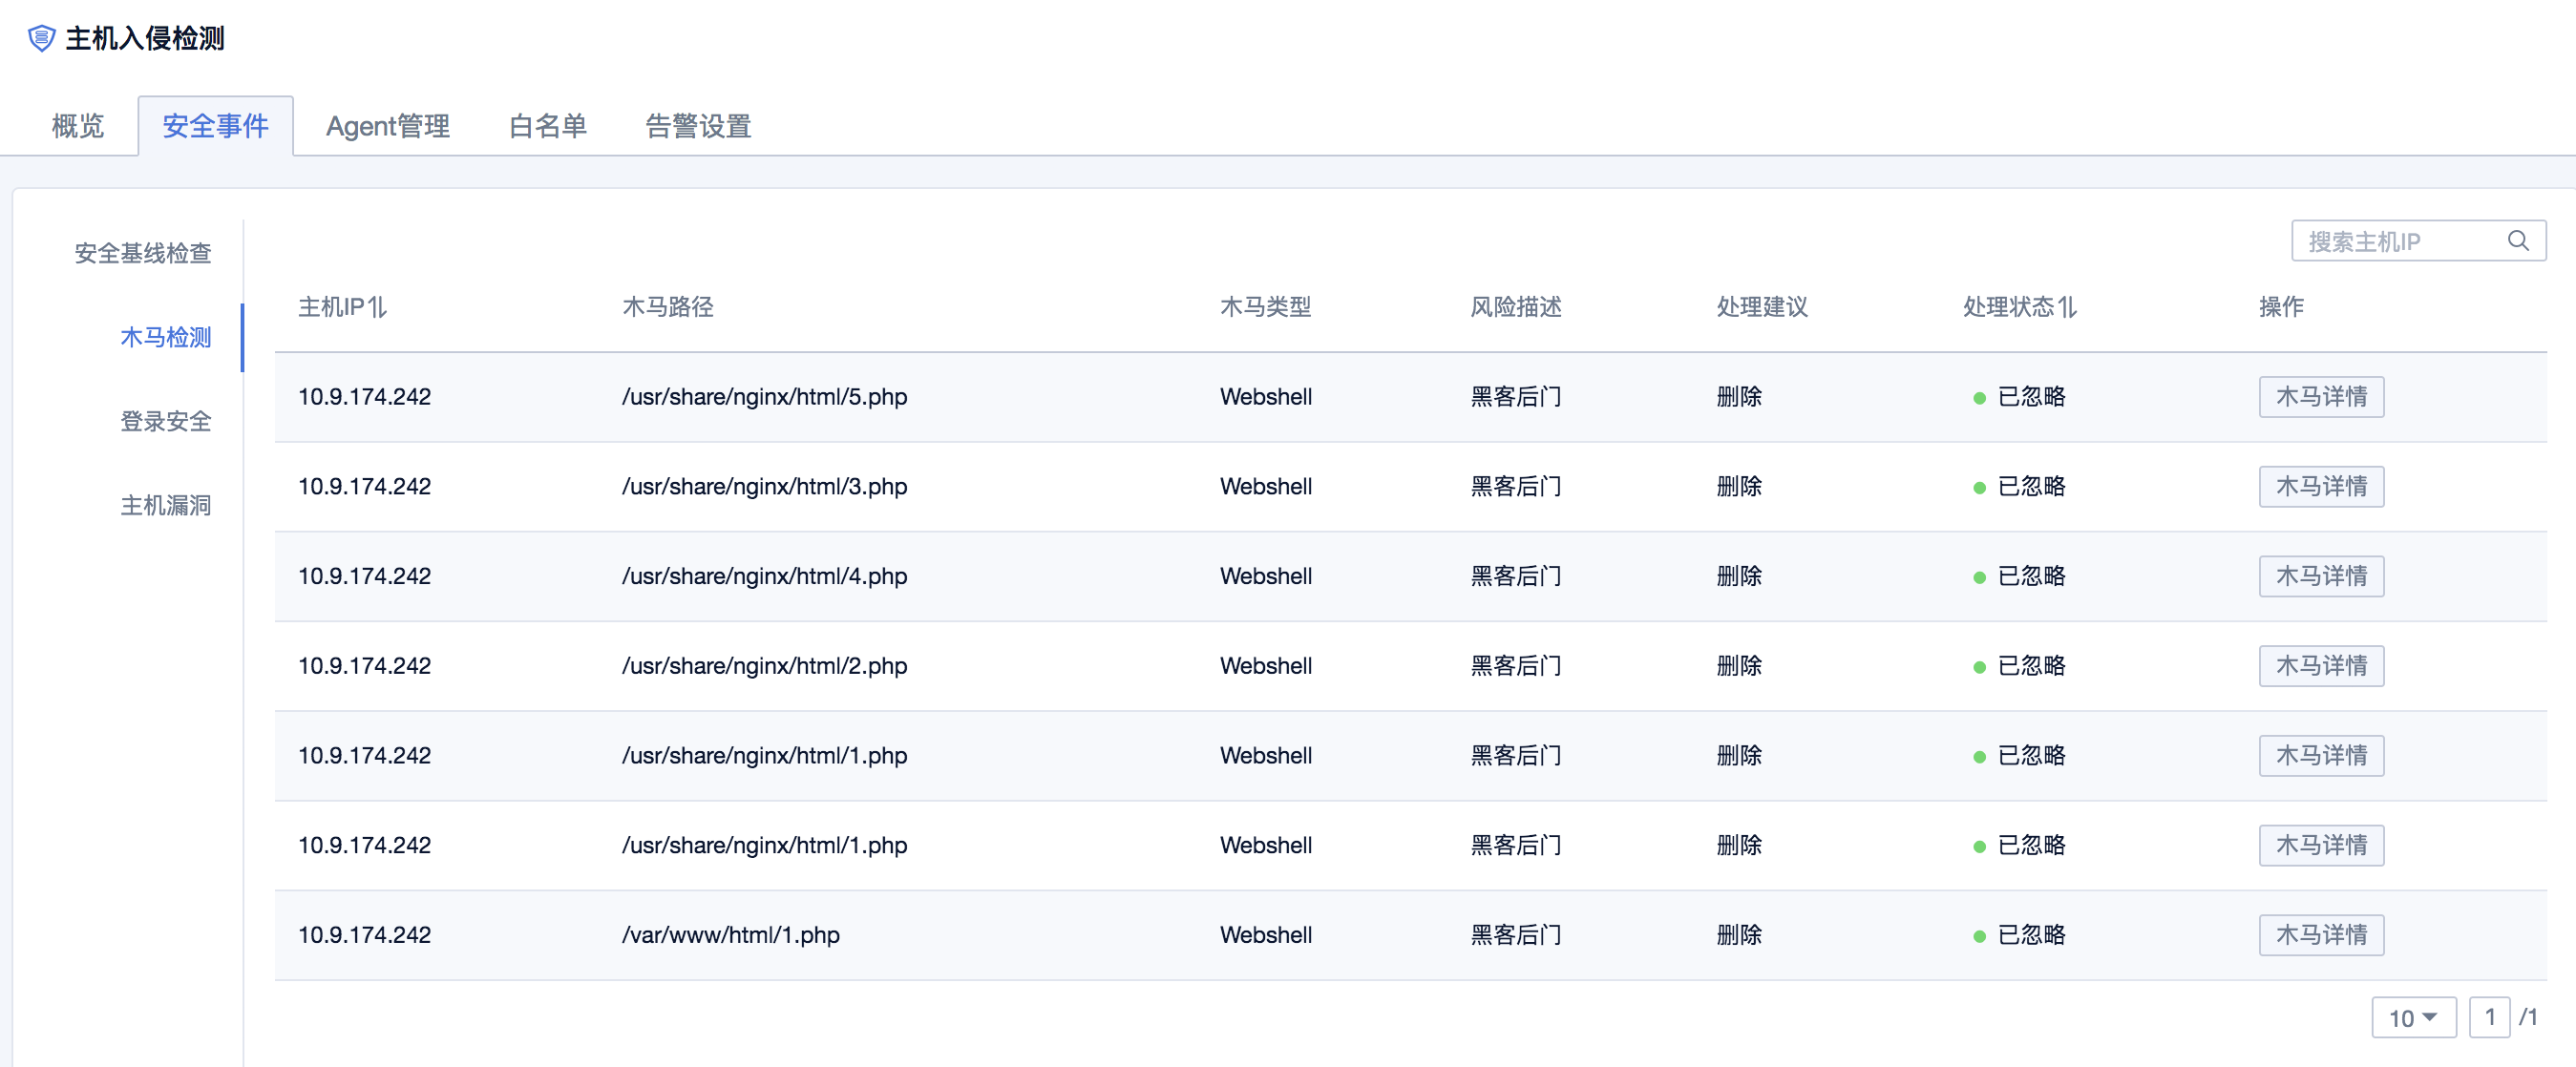 主机入侵检测
概览 安全事件 Agent管理 白名单 告警设置
安全基线检查
木马检测
登录安全
主机漏洞
搜索主机IP
主机IP 木马路径 木马类型 风险描述 处理建议 处理状态 操作
10.9.174.242 /usr/share/nginx/html/5.php Webshell 黑客后门 删除 已忽略 木马详情
10.9.174.242 /usr/share/nginx/html/3.php Webshell 黑客后门 删除 已忽略 木马详情
10.9.174.242 /usr/share/nginx/html/4.php Webshell 黑客后门 删除 已忽略 木马详情
10.9.174.242 /usr/share/nginx/html/2.php Webshell 黑客后门 删除 已忽略 木马详情
10.9.174.242 /usr/share/nginx/html/1.php Webshell 黑客后门 删除 已忽略 木马详情
10.9.174.242 /usr/share/nginx/html/1.php Webshell 黑客后门 删除 已忽略 木马详情
10.9.174.242 /var/www/html/1.php Webshell 黑客后门 删除 已忽略 木马详情
10 1 /1